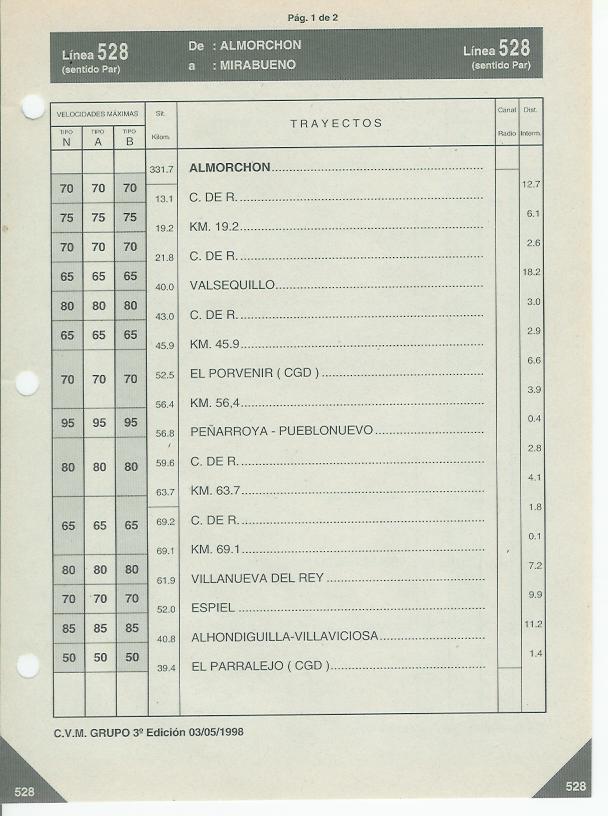 Pág. 1 de 2
Línea 528
(sentido Par)
De : ALMORCHON
a : MIRABUENO
Línea 528
(sentido Par)
VELOCIDADES MÁXIMAS
TIPO N
TIPO A
TIPO B
Sit. Kilom.
TRAYECTOS
Canal Radio
Dist. Interm.
331.7 ALMORCHON
70 70 70 12.7
13.1 C. DE R.
75 75 75 6.1
19.2 KM. 19.2
70 70 70 2.6
21.8 C. DE R.
65 65 65 18.2
40.0 VALSEQUILLO
80 80 80 3.0
43.0 C. DE R.
65 65 65 2.9
45.9 KM. 45.9
6.6
52.5 EL PORVENIR ( CGD )
70 70 70 3.9
56.4 KM. 56,4
95 95 95 0.4
56.8 PEÑARROYA - PUEBLONUEVO
2.8
59.6 C. DE R.
80 80 80 4.1
63.7 KM. 63.7
1.8
69.2 C. DE R.
65 65 65 0.1
69.1 KM. 69.1
80 80 80 7.2
61.9 VILLANUEVA DEL REY
70 70 70 9.9
52.0 ESPIEL
85 85 85 11.2
40.8 ALHONDIGUILLA-VILLAVICIOSA
50 50 50 1.4
39.4 EL PARRALEJO ( CGD )
C.V.M. GRUPO 3º Edición 03/05/1998
528
528